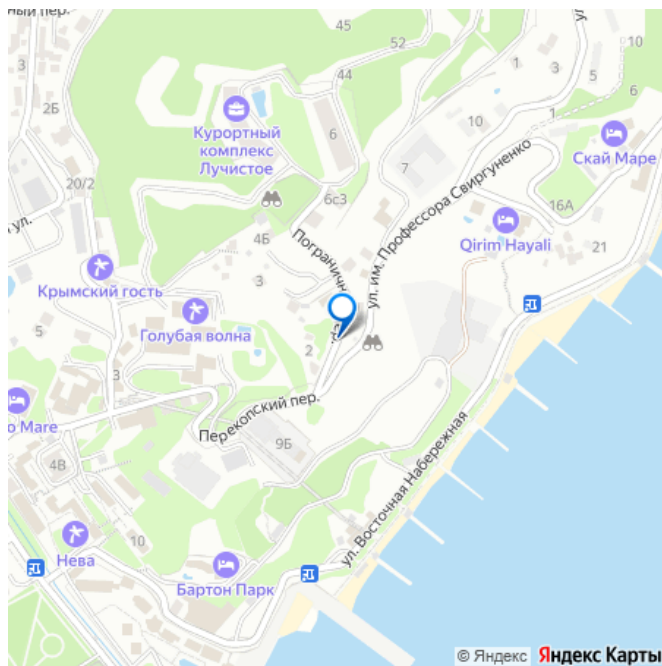 ный пер.
45
52
44
2Б
Курортный
комплекс
Лучистое
6
6с3
1
3
5
10
10
6
7
1
ул. им. Профессора Свиргуненко
Скай Маре
16А
20/2
ул.
4Б
3
Пограничн
пер.
Qirim Hayali
21
Крымский гость
Голубая волна
5
3
2
Перекопский пер.
o Mare
9Б
4В
ул. Восточная Набережная
10
Нева
Бартон Парк
© Яндекс Яндекс Карты